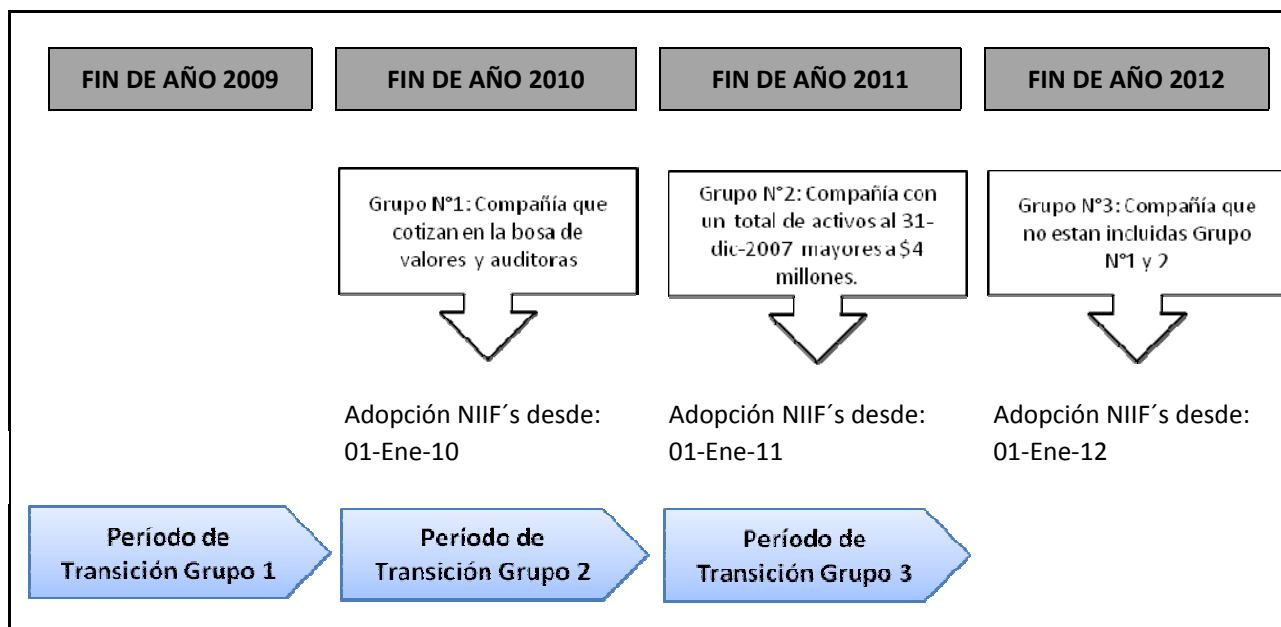 FIN DE AÑO 2009
FIN DE AÑO 2010
FIN DE AÑO 2011
FIN DE AÑO 2012
Grupo N°1: Compañía que
cotizan en la bosa de
valores y auditoras
Grupo N°2: Compañía con
un total de activos al 31-
dic-2007 mayores a $4
millones.
Grupo N°3: Compañía que
no estan incluidas Grupo
N°1 y 2
Adopción NIIF´s desde:
01-Ene-10
Adopción NIIF´s desde:
01-Ene-11
Adopción NIIF´s desde:
01-Ene-12
Período de
Transición Grupo 1
Período de
Transición Grupo 2
Período de
Transición Grupo 3